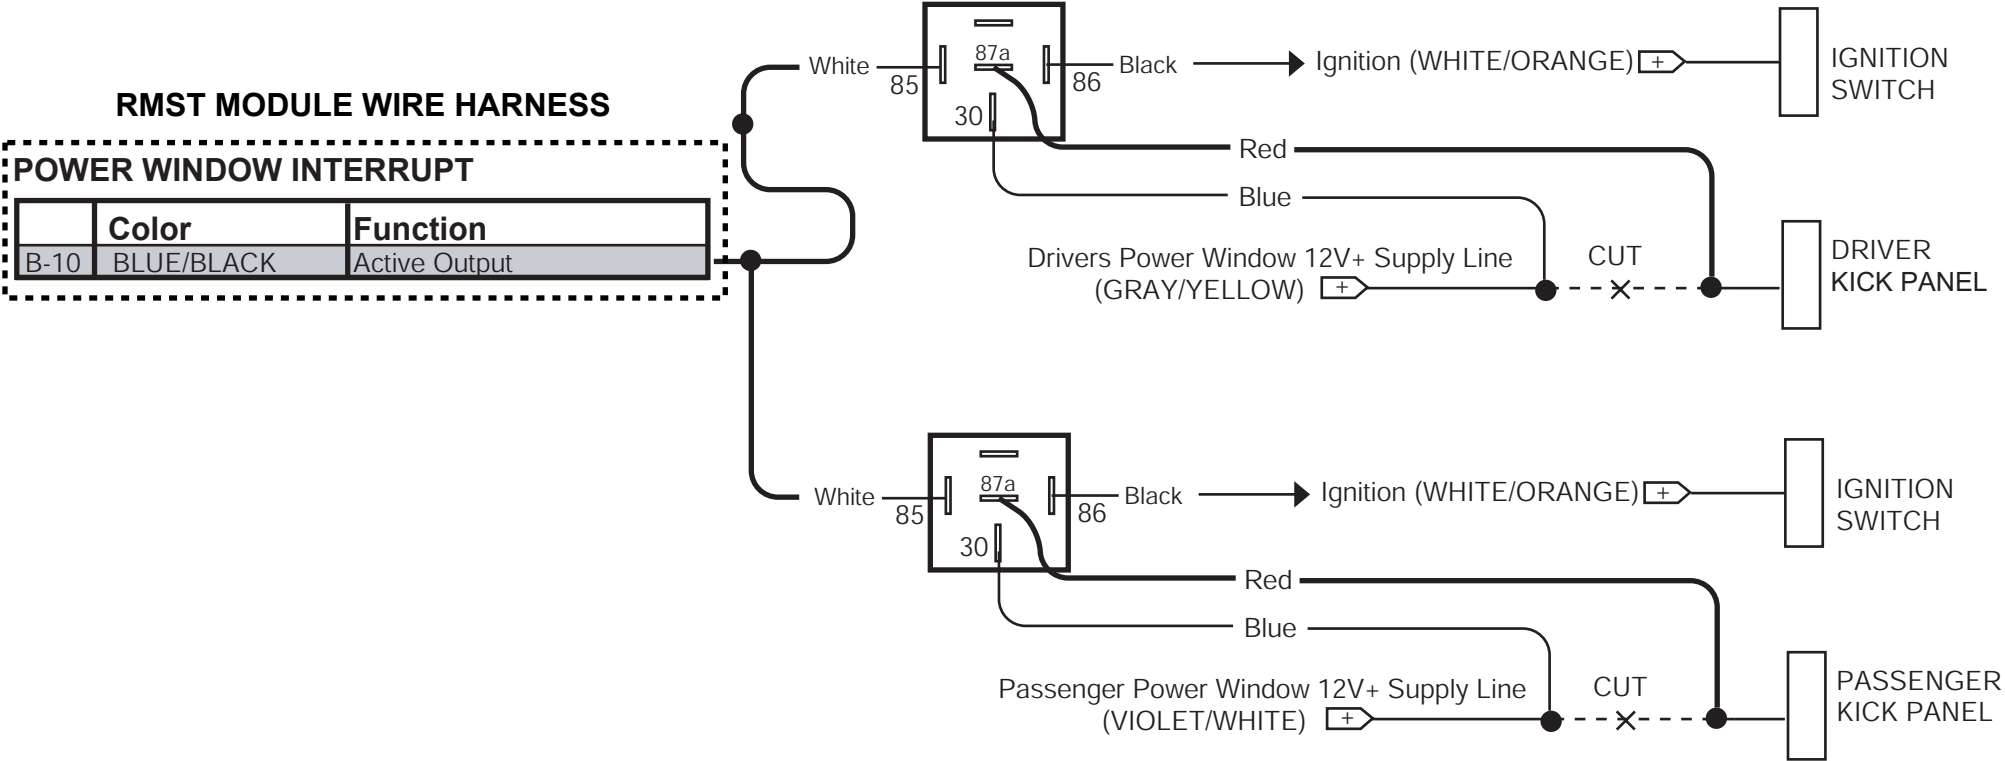 RMST MODULE WIRE HARNESS
POWER WINDOW INTERRUPT
Color Function
B-10 BLUE/BLACK Active Output
White
85
87a
30
86
Black
Ignition (WHITE/ORANGE) +
IGNITION
SWITCH
Red
Blue
Drivers Power Window 12V+ Supply Line
(GRAY/YELLOW) +
CUT
DRIVER
KICK PANEL
White
85
87a
30
86
Black
Ignition (WHITE/ORANGE) +
IGNITION
SWITCH
Red
Blue
Passenger Power Window 12V+ Supply Line
(VIOLET/WHITE) +
CUT
PASSENGER
KICK PANEL